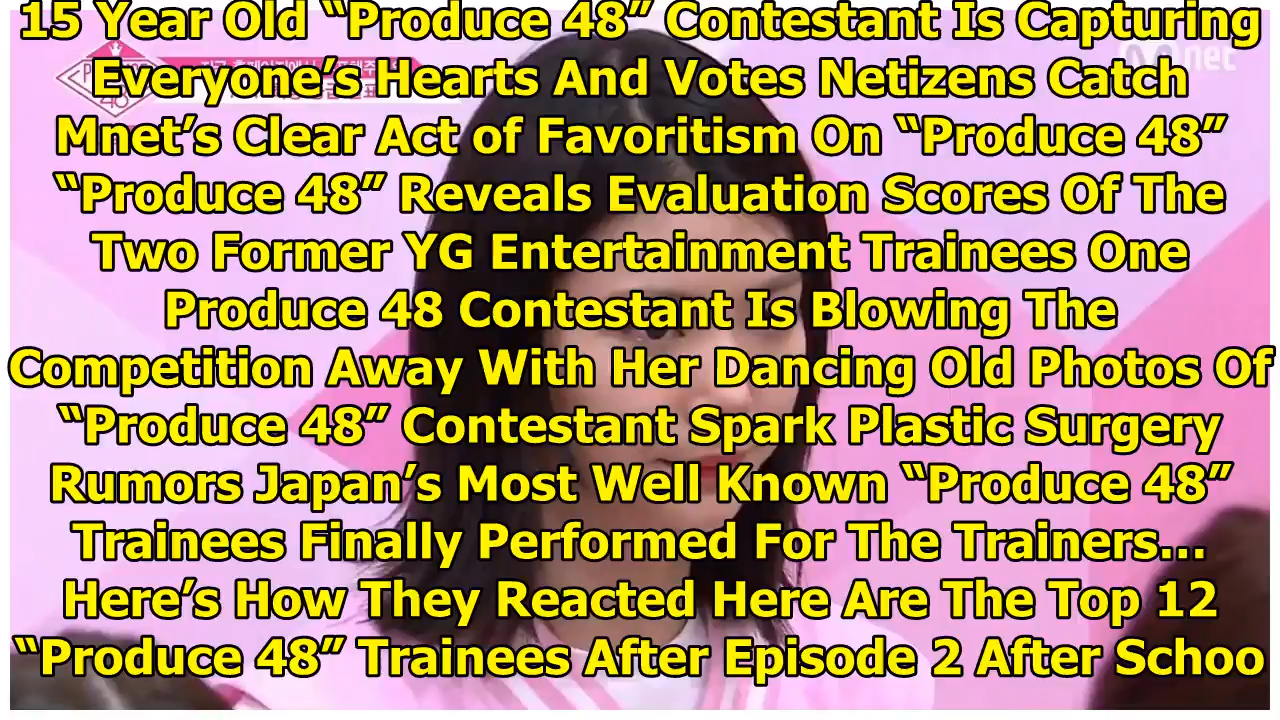 15 Year Old “Produce 48” Contestant Is Capturing
Everyone’s Hearts And Votes Netizens Catch
Mnet’s Clear Act of Favoritism On “Produce 48”
“Produce 48” Reveals Evaluation Scores Of The
Two Former YG Entertainment Trainees One
Produce 48 Contestant Is Blowing The
Competition Away With Her Dancing Old Photos Of
“Produce 48” Contestant Spark Plastic Surgery
Rumors Japan’s Most Well Known “Produce 48”
Trainees Finally Performed For The Trainers...
Here’s How They Reacted Here Are The Top 12
“Produce 48” Trainees After Episode 2 After Schoo